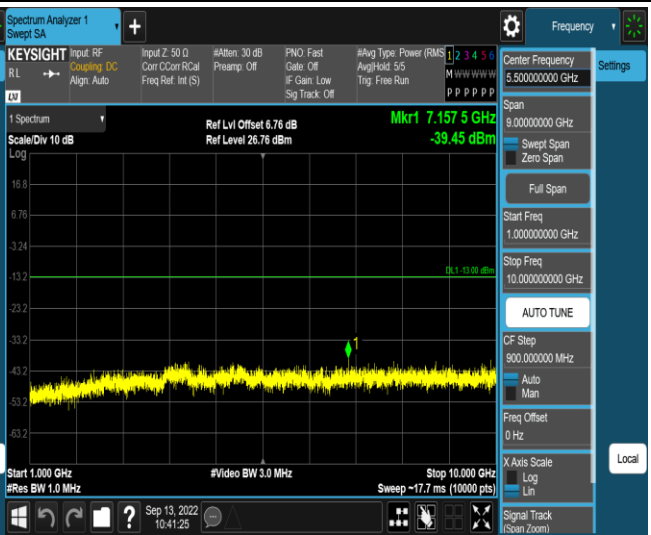 Spectrum Analyzer 1
Swept SA
Frequency
KEYSIGHT
RL
Input: RF
Coupling: DC
Align: Auto
Input Z: 50 Ω
Corr CCorr RCal
Freq Ref: Int (S)
#Atten: 30 dB
Preamp: Off
PNO: Fast
Gate: Off
IF Gain: Low
Sig Track: Off
#Avg Type: Power (RMS
Avg|Hold: 5/5
Trig: Free Run
1 2 3 4 5 6
M W W W W W
P P P P P P
LXI
1 Spectrum
Scale/Div 10 dB
Log
Ref Lvl Offset 6.76 dB
Ref Level 26.76 dBm
Mkr1 7.157 5 GHz
-39.45 dBm
16.8
6.76
-3.24
-13.2
-23.2
-33.2
-43.2
-53.2
-63.2
DL1 -13.00 dBm
1
Start 1.000 GHz
#Res BW 1.0 MHz
#Video BW 3.0 MHz
Stop 10.000 GHz
Sweep ~17.7 ms (10000 pts)
?
Sep 13, 2022
10:41:25
Center Frequency
5.500000000 GHz
Span
9.00000000 GHz
Swept Span
Zero Span
Full Span
Start Freq
1.000000000 GHz
Stop Freq
10.000000000 GHz
AUTO TUNE
CF Step
900.000000 MHz
Auto
Man
Freq Offset
0 Hz
X Axis Scale
Log
Lin
Signal Track
(Span Zoom)
Settings
Local